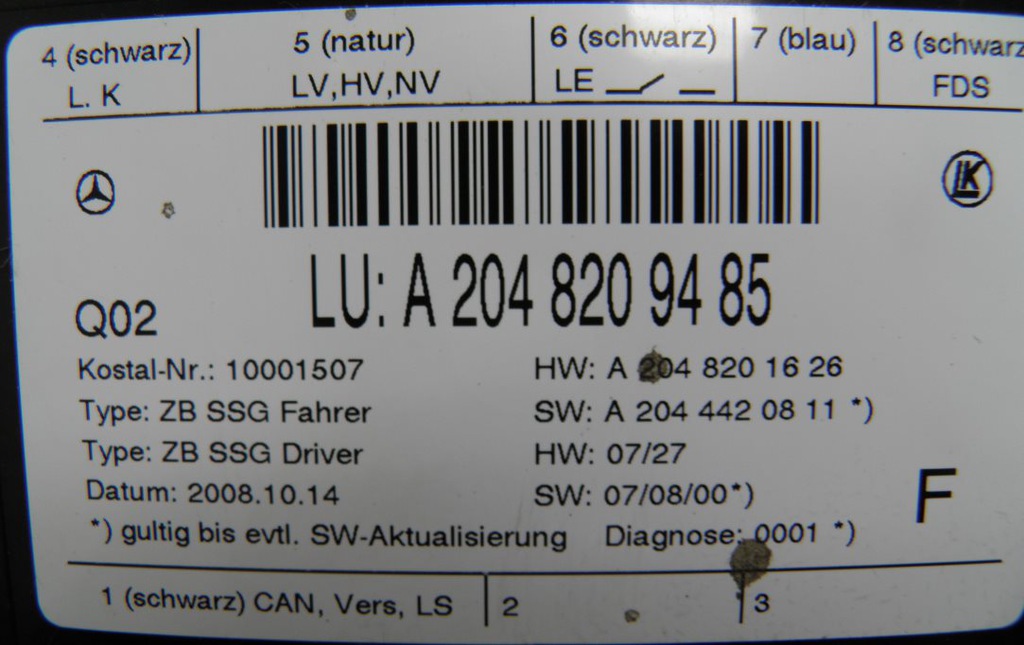 4 (schwarz) 5 (natur) 6 (schwarz) 7 (blau) 8 (schwarz
L. K LV,HV,NV LE FDS
LU: A 204 820 94 85
Q02
Kostal-Nr.: 10001507 HW: A 204 820 16 26
Type: ZB SSG Fahrer SW: A 204 442 08 11 *)
Type: ZB SSG Driver HW: 07/27
Datum: 2008.10.14 SW: 07/08/00*)
F
*) gultig bis evtl. SW-Aktualisierung Diagnose: 0001 *)
1 (schwarz) CAN, Vers, LS 2 3